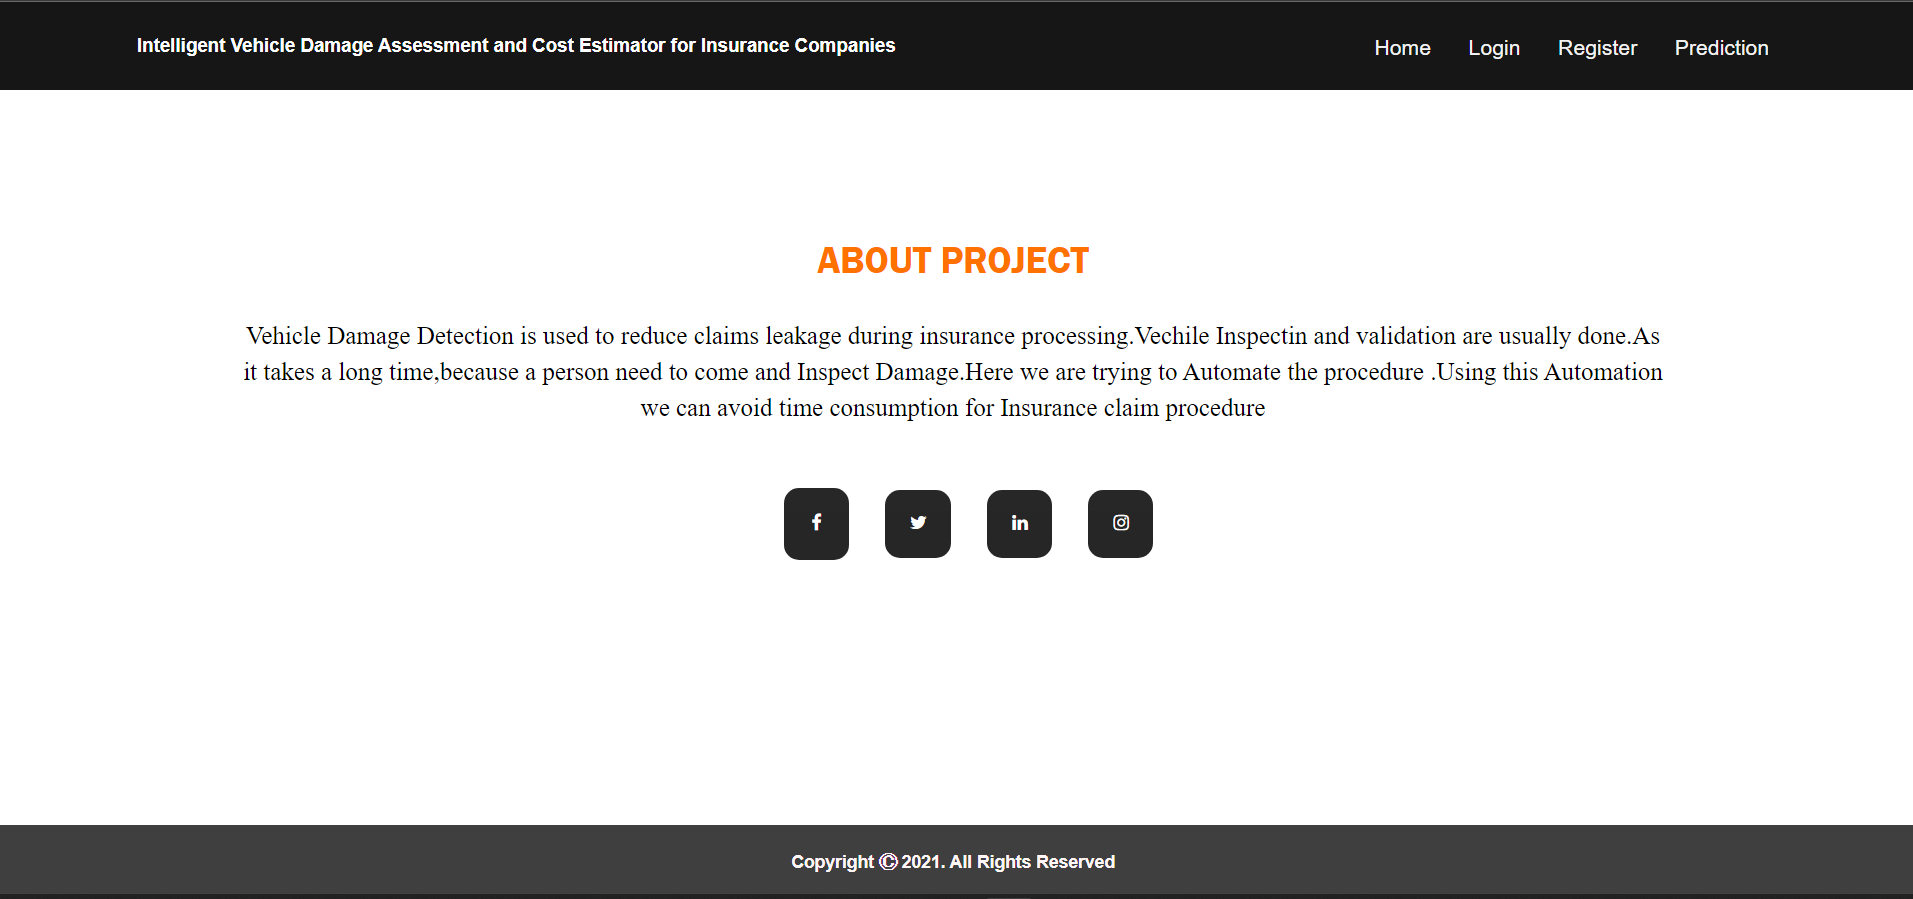 Intelligent Vehicle Damage Assessment and Cost Estimator for Insurance Companies
Home Login Register Prediction
ABOUT PROJECT
Vehicle Damage Detection is used to reduce claims leakage during insurance processing.Vechile Inspectin and validation are usually done.As
it takes a long time,because a person need to come and Inspect Damage.Here we are trying to Automate the procedure .Using this Automation
we can avoid time consumption for Insurance claim procedure
Copyright © 2021. All Rights Reserved